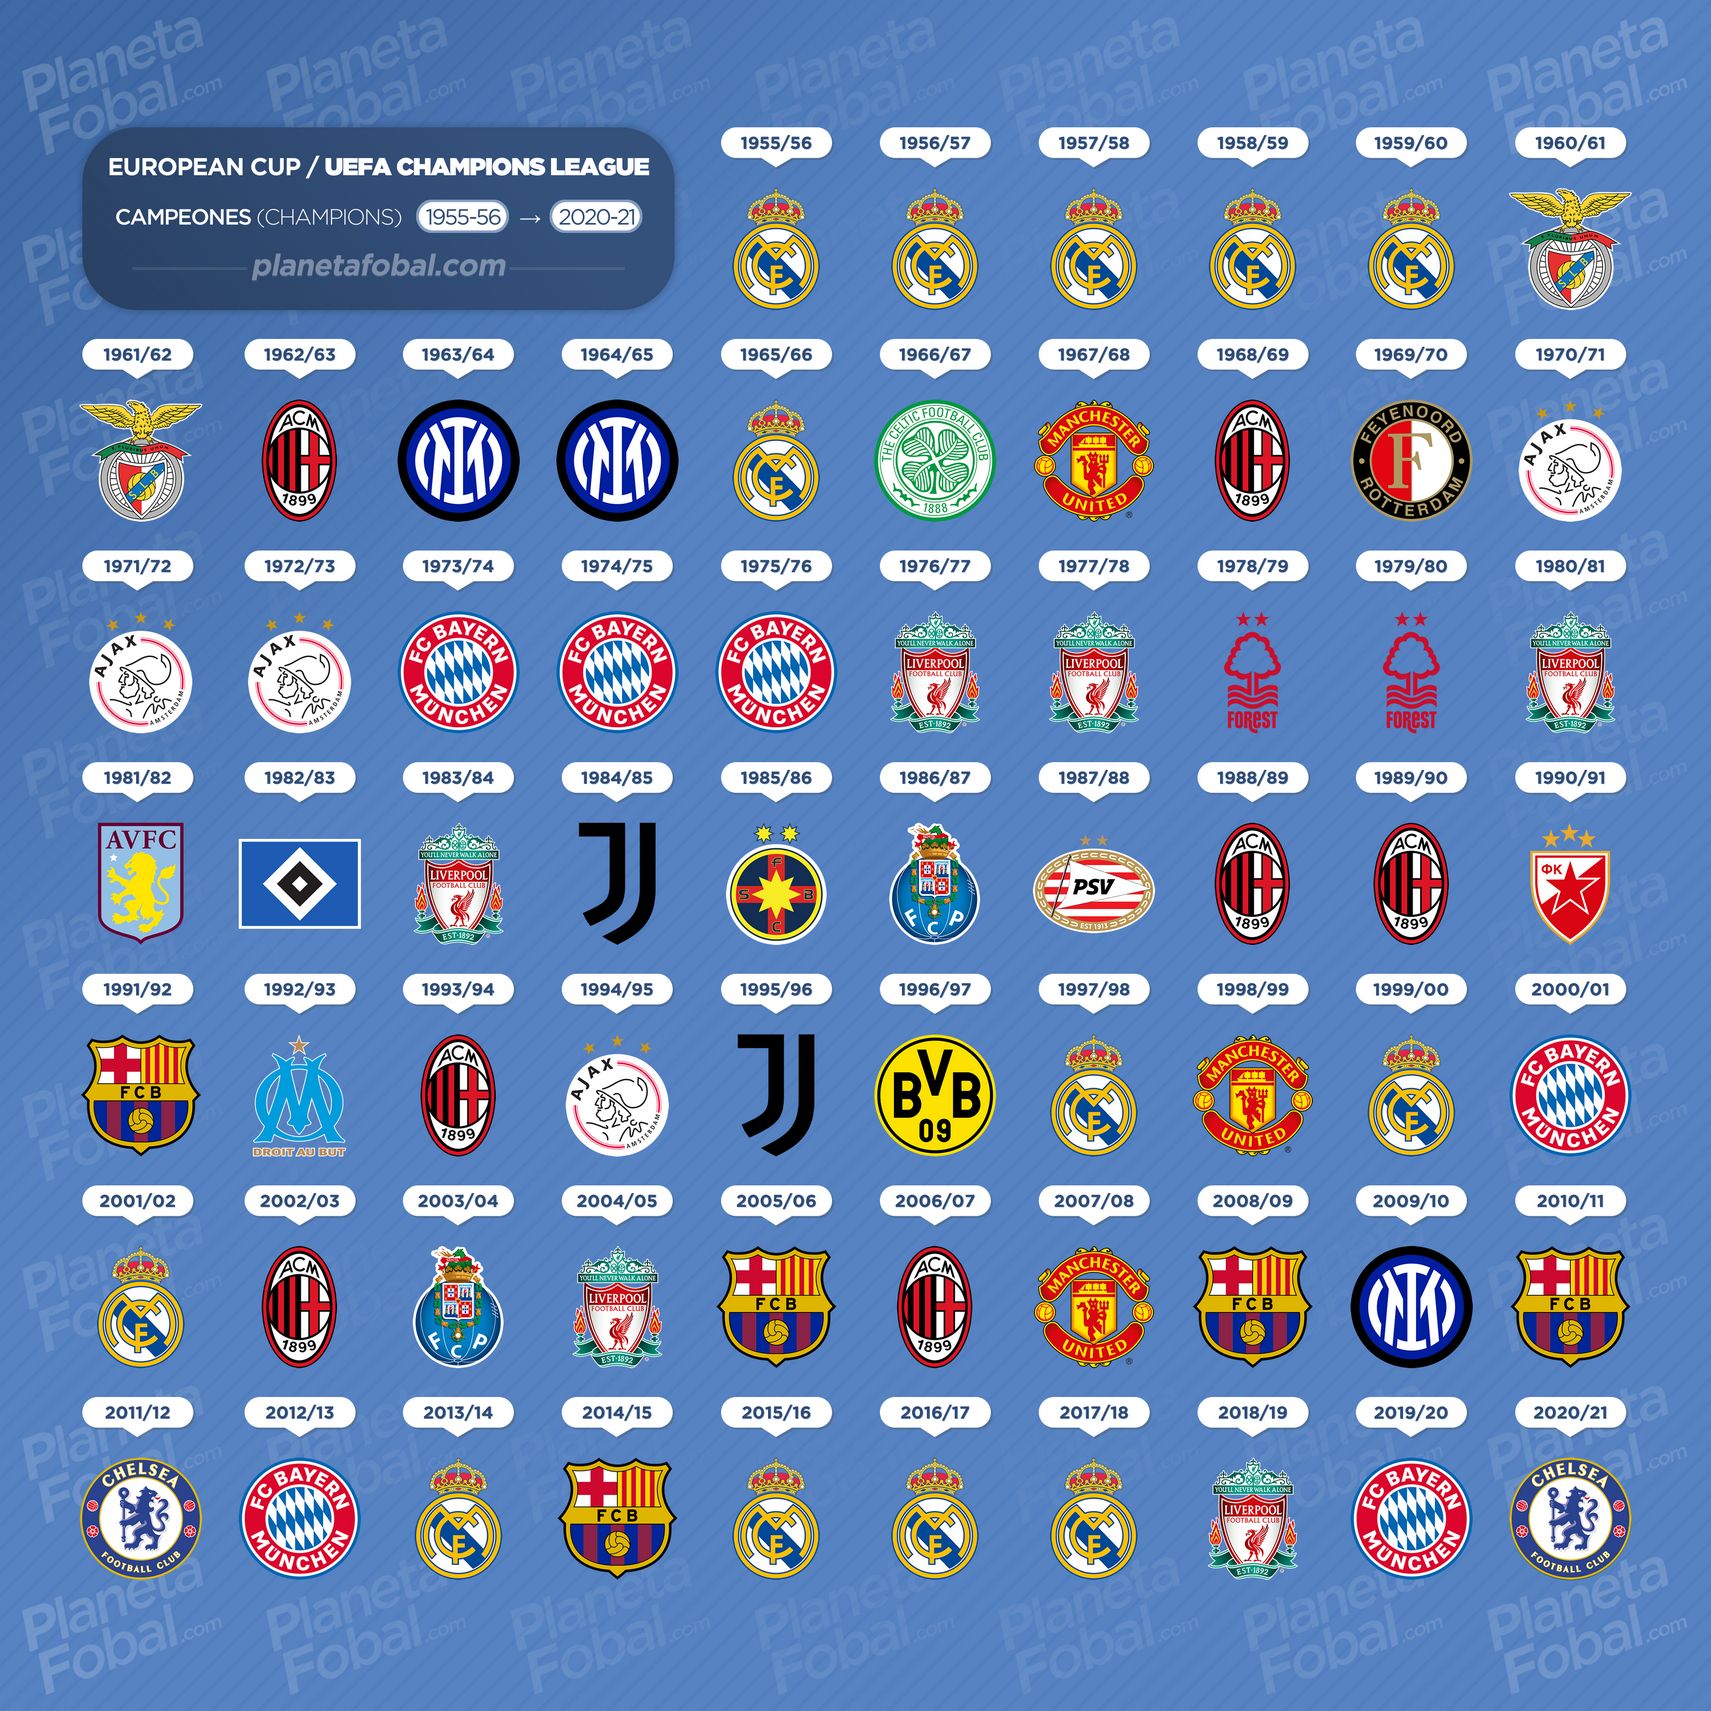 EUROPEAN CUP / UEFA CHAMPIONS LEAGUE
CAMPEONES (CHAMPIONS) 1955-56 → 2020-21
planetafobal.com
1955/56 1956/57 1957/58 1958/59 1959/60 1960/61
E PLURIBUS UNUM
SLB
1961/62 1962/63 1963/64 1964/65 1965/66 1966/67 1967/68 1968/69 1969/70 1970/71
E PLURIBUS UNUM
SLB
ACM
1899
THE CELTIC FOOTBALL CLUB
1888
MANCHESTER
UNITED
ACM
1899
FEYENOORD
F
ROTTERDAM
AJAX
AMSTERDAM
1971/72 1972/73 1973/74 1974/75 1975/76 1976/77 1977/78 1978/79 1979/80 1980/81
AJAX
AMSTERDAM
AJAX
AMSTERDAM
FC BAYERN
MÜNCHEN
FC BAYERN
MÜNCHEN
FC BAYERN
MÜNCHEN
YOU'LL NEVER WALK ALONE
LIVERPOOL
FOOTBALL CLUB
EST·1892
YOU'LL NEVER WALK ALONE
LIVERPOOL
FOOTBALL CLUB
EST·1892
FOREST
FOREST
YOU'LL NEVER WALK ALONE
LIVERPOOL
FOOTBALL CLUB
EST·1892
1981/82 1982/83 1983/84 1984/85 1985/86 1986/87 1987/88 1988/89 1989/90 1990/91
AVFC
YOU'LL NEVER WALK ALONE
LIVERPOOL
FOOTBALL CLUB
EST·1892
F
S B
C
F C P
PSV
EST 1913
ACM
1899
ACM
1899
ФК
1991/92 1992/93 1993/94 1994/95 1995/96 1996/97 1997/98 1998/99 1999/00 2000/01
FCB
DROIT AU BUT
ACM
1899
AJAX
AMSTERDAM
BVB
09
MANCHESTER
UNITED
FC BAYERN
MÜNCHEN
2001/02 2002/03 2003/04 2004/05 2005/06 2006/07 2007/08 2008/09 2009/10 2010/11
ACM
1899
F C P
YOU'LL NEVER WALK ALONE
LIVERPOOL
FOOTBALL CLUB
EST·1892
FCB
ACM
1899
MANCHESTER
UNITED
FCB
FCB
2011/12 2012/13 2013/14 2014/15 2015/16 2016/17 2017/18 2018/19 2019/20 2020/21
CHELSEA
FOOTBALL CLUB
FC BAYERN
MÜNCHEN
FCB
YOU'LL NEVER WALK ALONE
LIVERPOOL
FOOTBALL CLUB
EST·1892
FC BAYERN
MÜNCHEN
CHELSEA
FOOTBALL CLUB
Planeta
Fobal.com